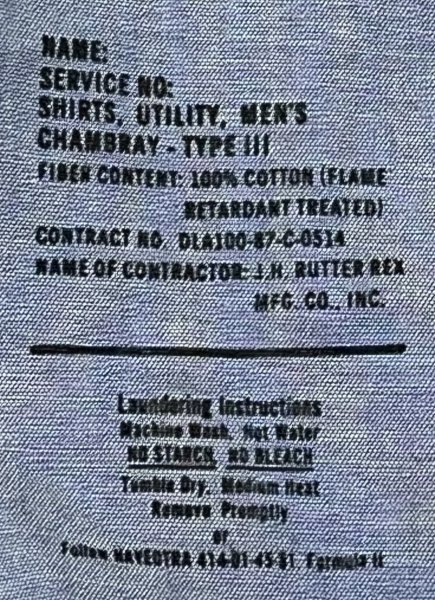 NAME:
SERVICE NO:
SHIRTS, UTILITY, MEN'S
CHAMBRAY - TYPE III
FIBER CONTENT: 100% COTTON (FLAME
RETARDANT TREATED)
CONTRACT NO. DLA100-87-C-0514
NAME OF CONTRACTOR: J.H. RUTTER REX
MFG. CO., INC.
Laundering Instructions
Machine Wash, Hot Water
NO STARCH, NO BLEACH
Tumble Dry, Medium Heat
Remove Promptly
or
Follow NAVEDTRA 414-01-45-81, Formula II